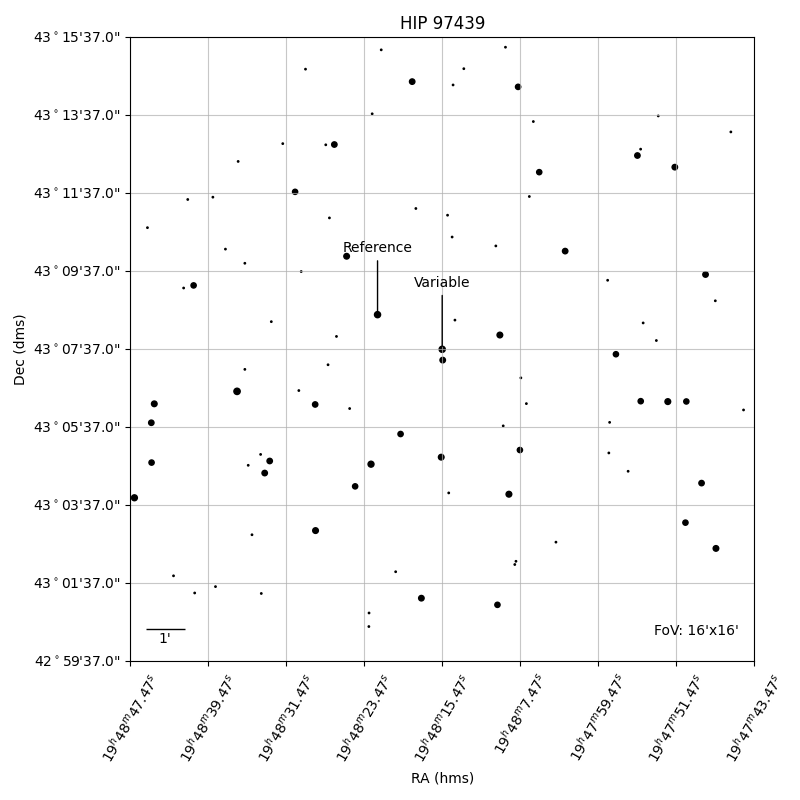 HIP 97439
43°15'37.0"
43°13'37.0"
43°11'37.0"
Reference
43°09'37.0"
Variable
43°07'37.0"
Dec (dms)
43°05'37.0"
43°03'37.0"
43°01'37.0"
1'
FoV: 16'x16'
42°59'37.0"
19h48m47.47s
19h48m39.47s
19h48m31.47s
19h48m23.47s
19h48m15.47s
19h48m7.47s
19h47m59.47s
19h47m51.47s
19h47m43.47s
RA (hms)